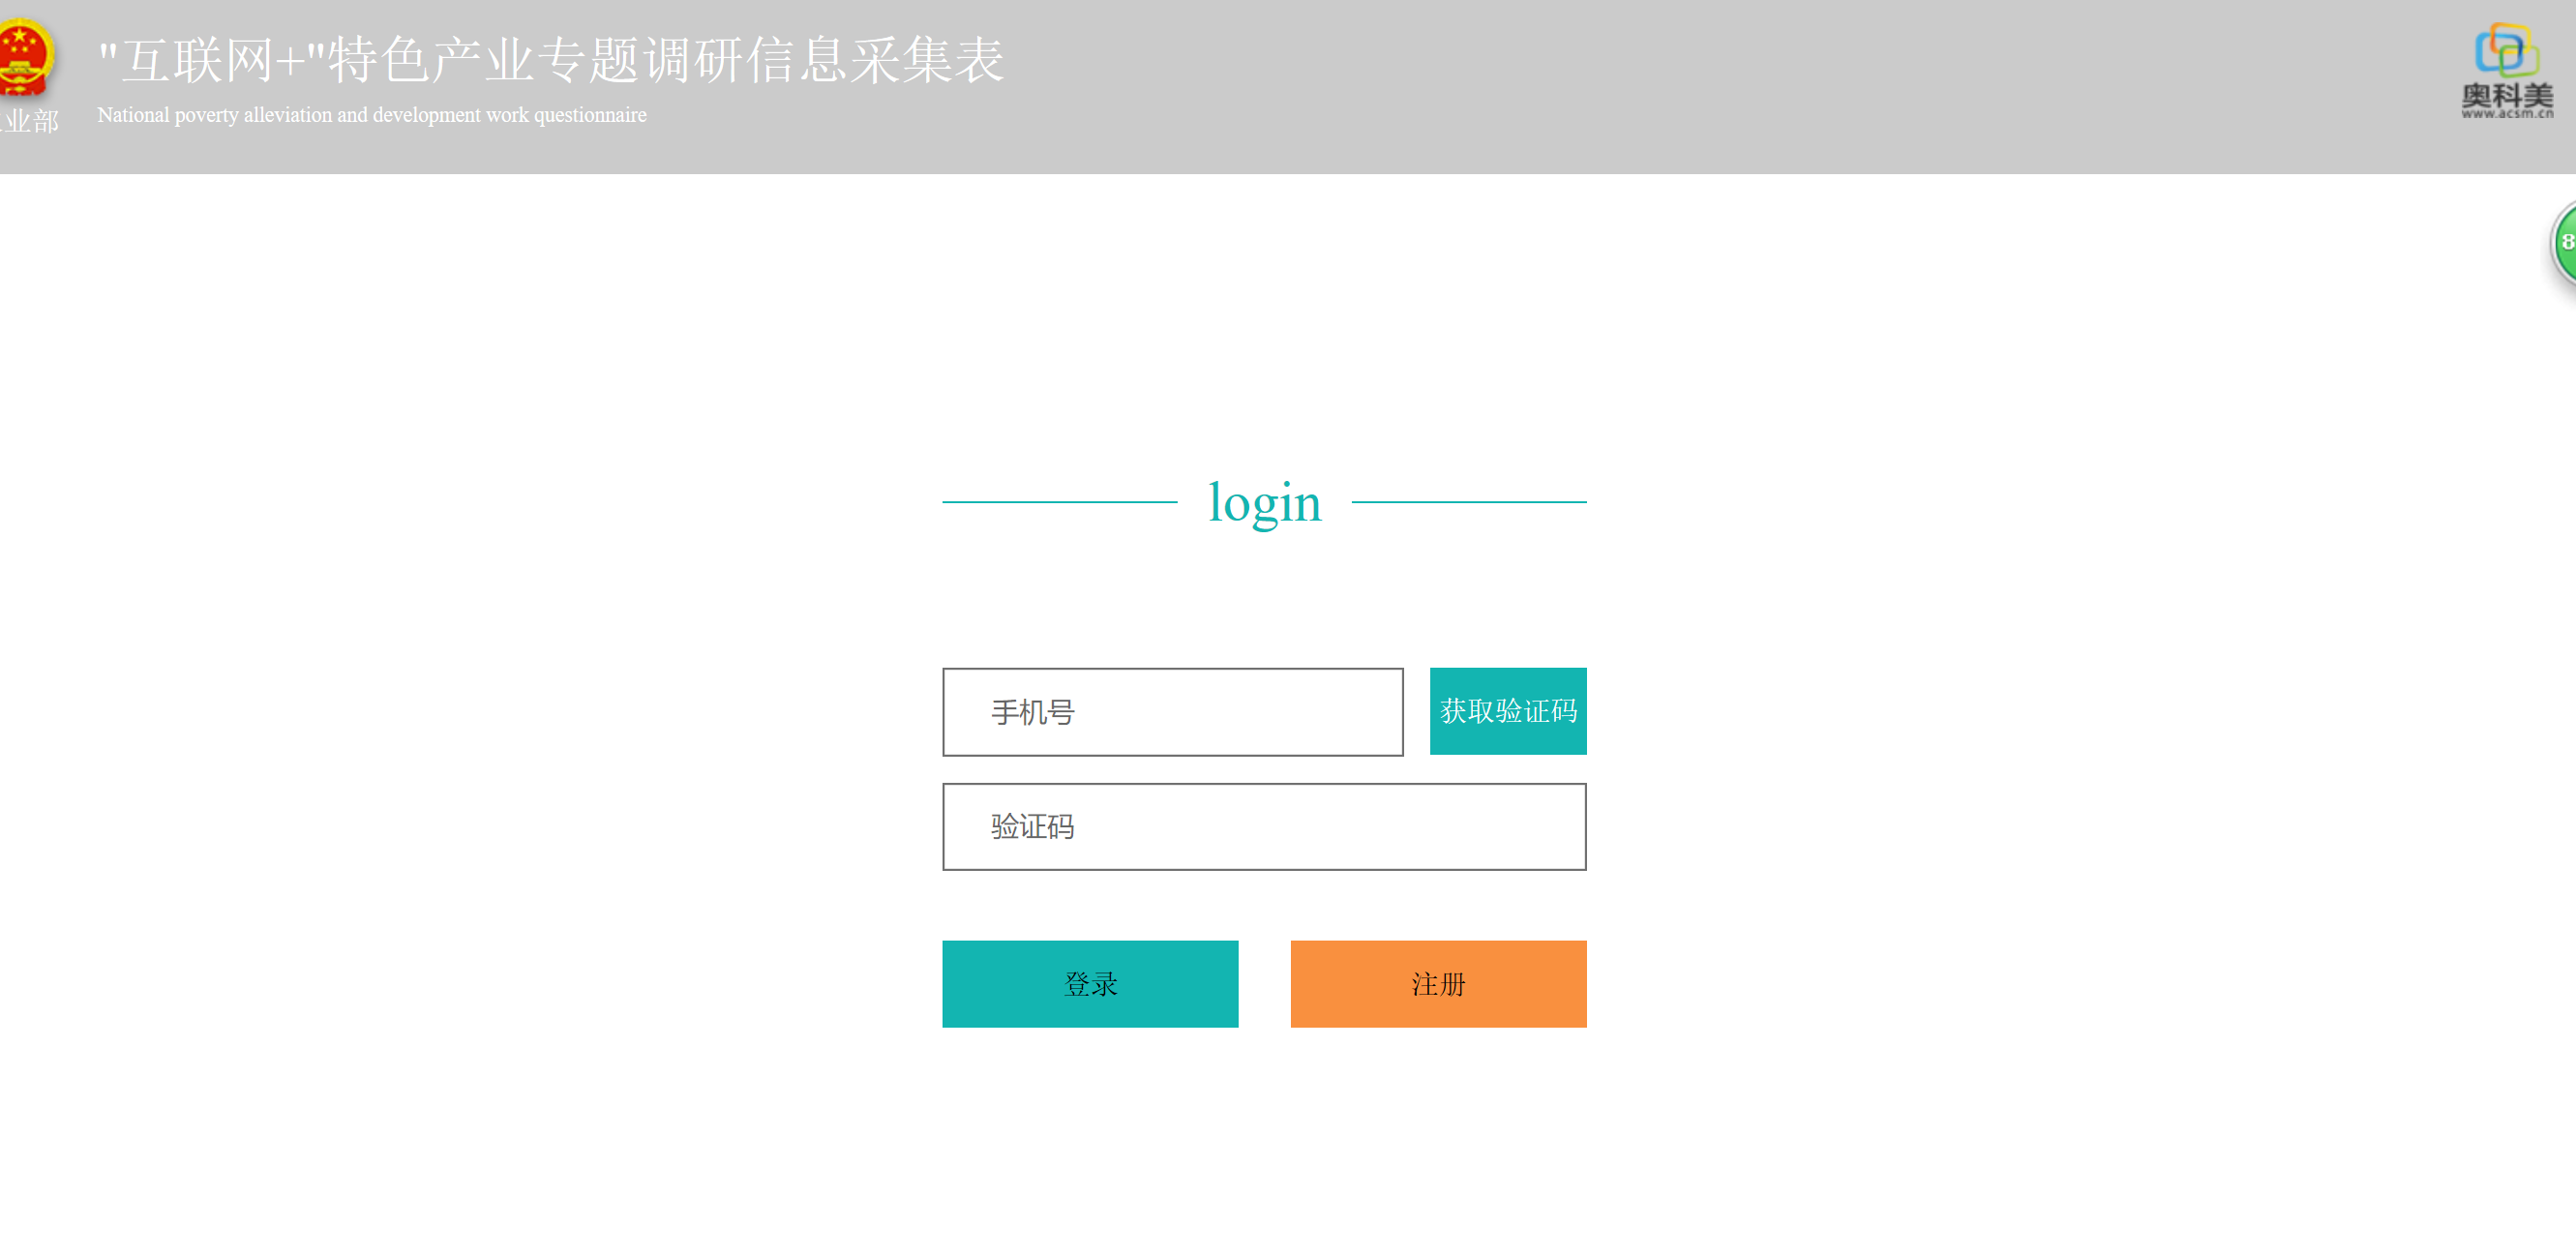 "互联网+"特色产业专题调研信息采集表
业部
National poverty alleviation and development work questionnaire
奥科美
www.acsm.cn
8
login
手机号
获取验证码
验证码
登录
注册